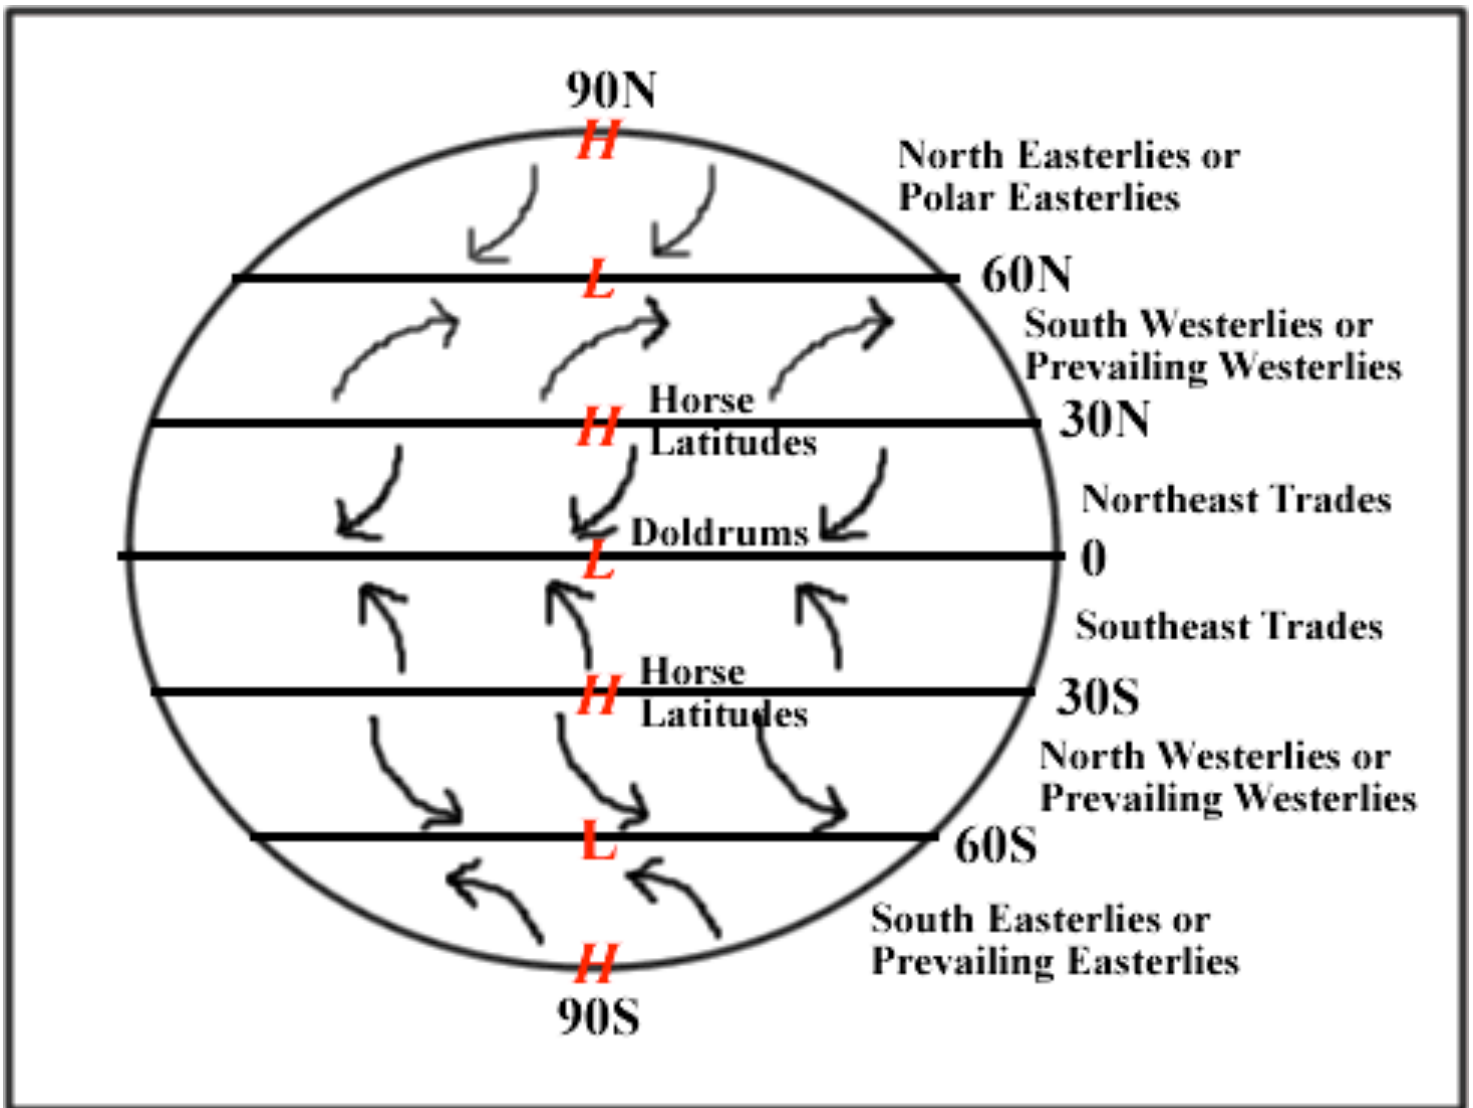 90N
H
North Easterlies or
Polar Easterlies
L
60N
South Westerlies or
Prevailing Westerlies
Horse
H
Latitudes
30N
Northeast Trades
Doldrums
L
0
Southeast Trades
Horse
H
Latitudes
30S
North Westerlies or
Prevailing Westerlies
L
60S
South Easterlies or
Prevailing Easterlies
H
90S